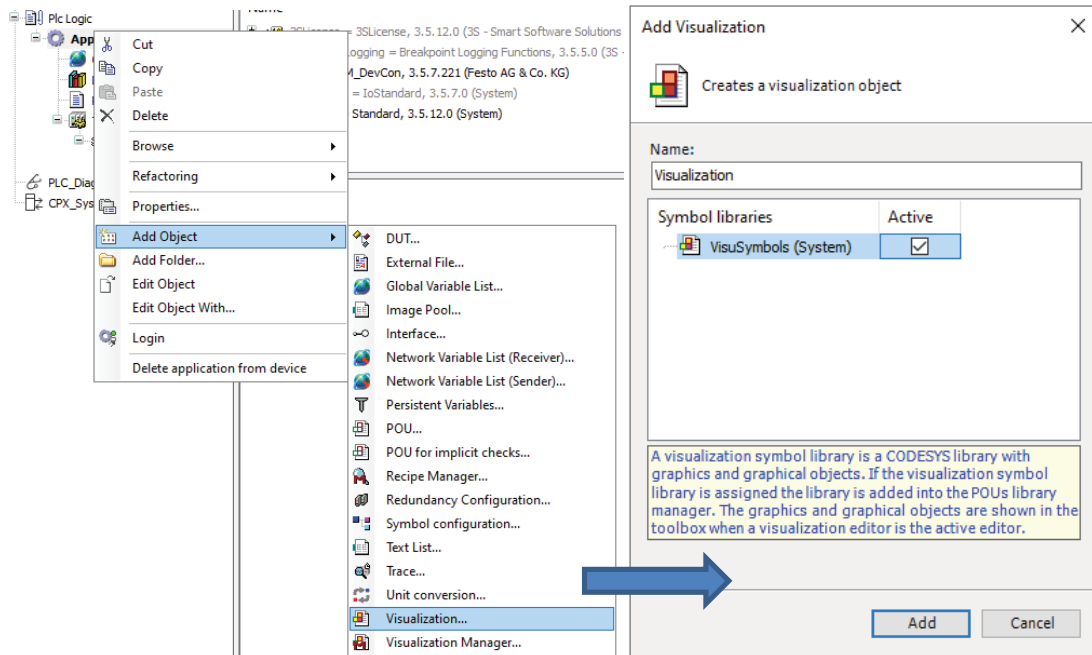 Plc Logic
App
PLC_Diag
CPX_Sys
Name
= 3SLicense, 3.5.12.0 (3S - Smart Software Solutions
ogging = Breakpoint Logging Functions, 3.5.5.0 (3S -
M_DevCon, 3.5.7.221 (Festo AG & Co. KG)
= IoStandard, 3.5.7.0 (System)
Standard, 3.5.12.0 (System)
Cut
Copy
Paste
Delete
Browse
Refactoring
Properties...
Add Object
Add Folder...
Edit Object
Edit Object With...
Login
Delete application from device
DUT...
External File...
Global Variable List...
Image Pool...
Interface...
Network Variable List (Receiver)...
Network Variable List (Sender)...
Persistent Variables...
POU...
POU for implicit checks...
Recipe Manager...
Redundancy Configuration...
Symbol configuration...
Text List...
Trace...
Unit conversion...
Visualization...
Visualization Manager...
Add Visualization
Creates a visualization object
Name:
Visualization
Symbol libraries Active
VisuSymbols (System)
A visualization symbol library is a CODESYS library with
graphics and graphical objects. If the visualization symbol
library is assigned the library is added into the POUs library
manager. The graphics and graphical objects are shown in the
toolbox when a visualization editor is the active editor.
Add Cancel